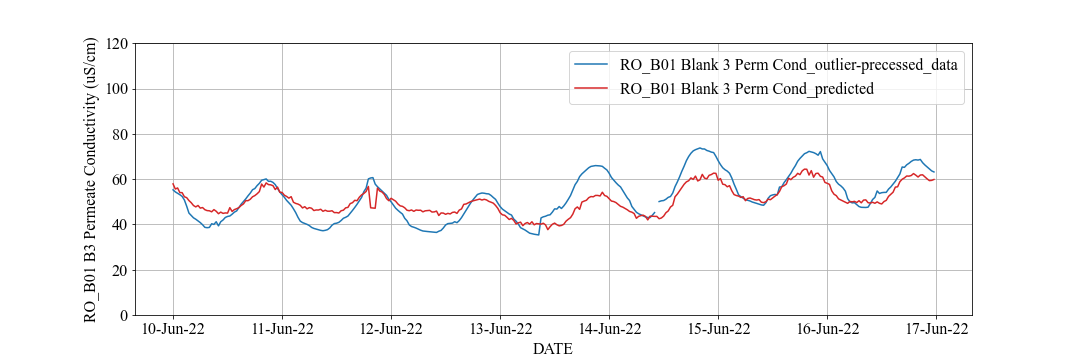 RO_B01 B3 Permeate Conductivity (uS/cm)
120
100
80
60
40
20
0
RO_B01 Blank 3 Perm Cond_outlier-precessed_data
RO_B01 Blank 3 Perm Cond_predicted
10-Jun-22 11-Jun-22 12-Jun-22 13-Jun-22 14-Jun-22 15-Jun-22 16-Jun-22 17-Jun-22
DATE